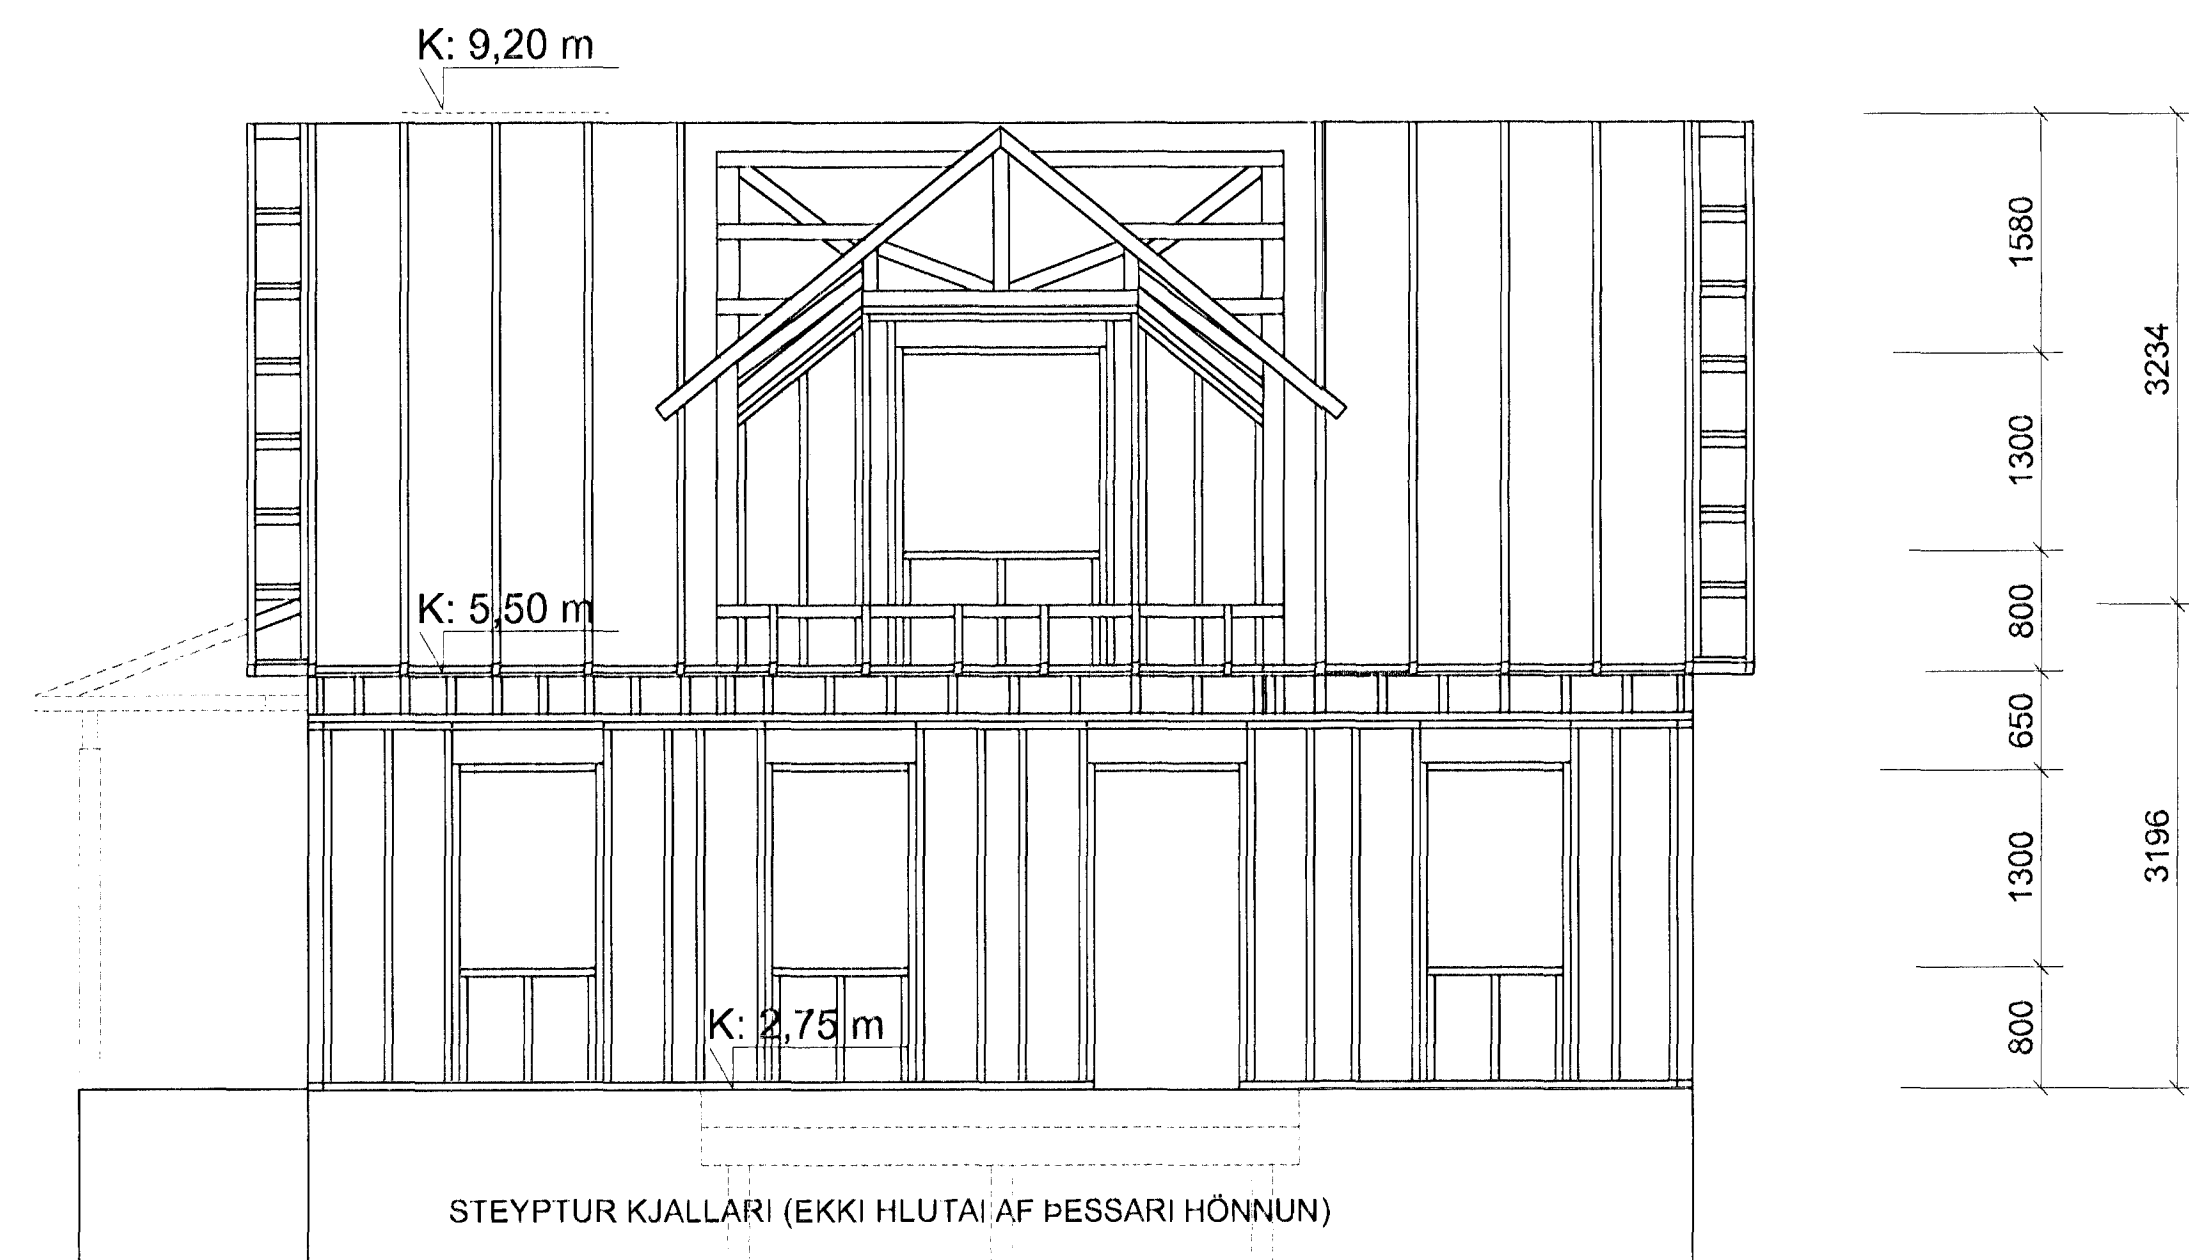 K: 9,20 m
1580
3234
1300
K: 5,50 m
800
650
1300
3196
K: 2,75 m
800
STEYPTUR KJALLARI (EKKI HLUTAI AF ÞESSARI HÖNNUN)